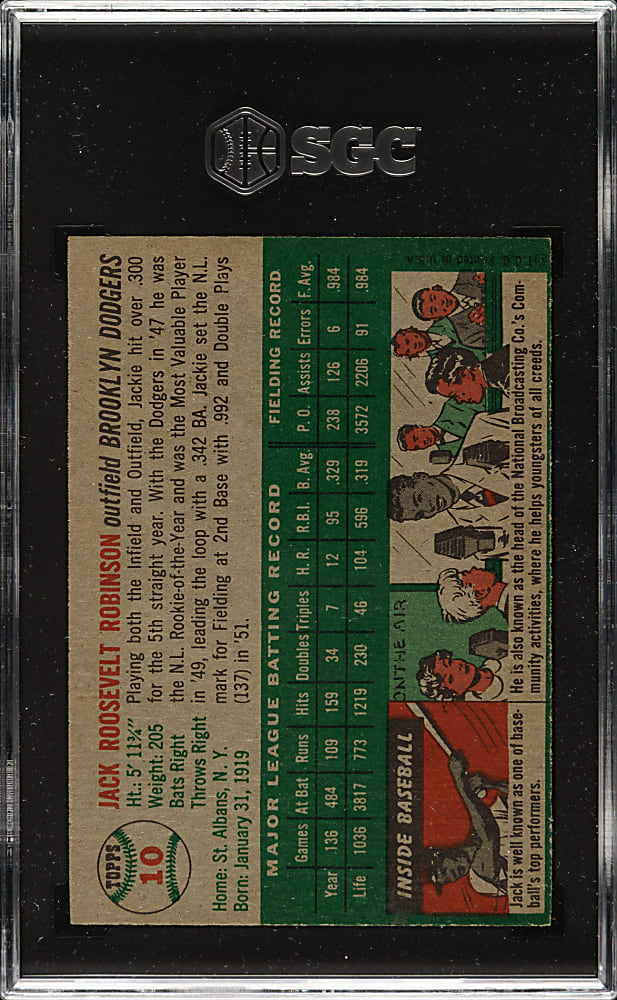 SGC
TOPPS
10
JACK ROOSEVELT ROBINSON outfield BROOKLYN DODGERS
Ht.: 5' 11¾"
Weight: 205
Bats Right
Throws Right
Home: St. Albans, N. Y.
Born: January 31, 1919
Playing both the Infield and Outfield, Jackie hit over .300
for the 5th straight year. With the Dodgers in '47 he was
the N.L. Rookie-of-the-Year and was the Most Valuable Player
in '49, leading the loop with a .342 BA. Jackie set the N.L.
mark for Fielding at 2nd Base with .992 and Double Plays
(137) in '51.
MAJOR LEAGUE BATTING RECORD FIELDING RECORD
Games At Bat Runs Hits Doubles Triples H.R. R.B.I. B. Avg. P. O. Assists Errors F. Avg.
Year 136 484 109 159 34 7 12 95 .329 238 126 6 .984
Life 1036 3817 773 1219 230 46 104 596 .319 3572 2206 91 .984
INSIDE BASEBALL
ON THE AIR
Jack is well known as one of base-
ball's top performers.
He is also known as the head of the National Broadcasting Co.'s Com-
munity activities, where he helps youngsters of all creeds.
©T.C.G. Printed in U.S.A.